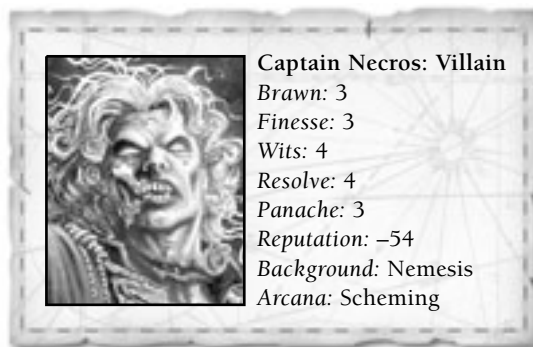 Captain Necros: Villain
Brawn: 3
Finesse: 3
Wits: 4
Resolve: 4
Panache: 3
Reputation: –54
Background: Nemesis
Arcana: Scheming